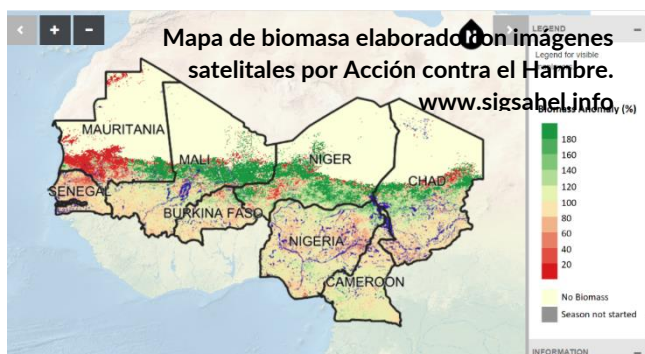 Mapa de biomasa elaborado con imágenes
satelitales por Acción contra el Hambre.
www.sigsahel.info
LEGEND
Legend for visible
Biomass Anomaly (%)
180
160
140
120
100
80
60
40
20
No Biomass
Season not started
INFORMATION
MAURITANIA
MALI
NIGER
CHAD
SENEGAL
BURKINA FASO
NIGERIA
CAMEROON